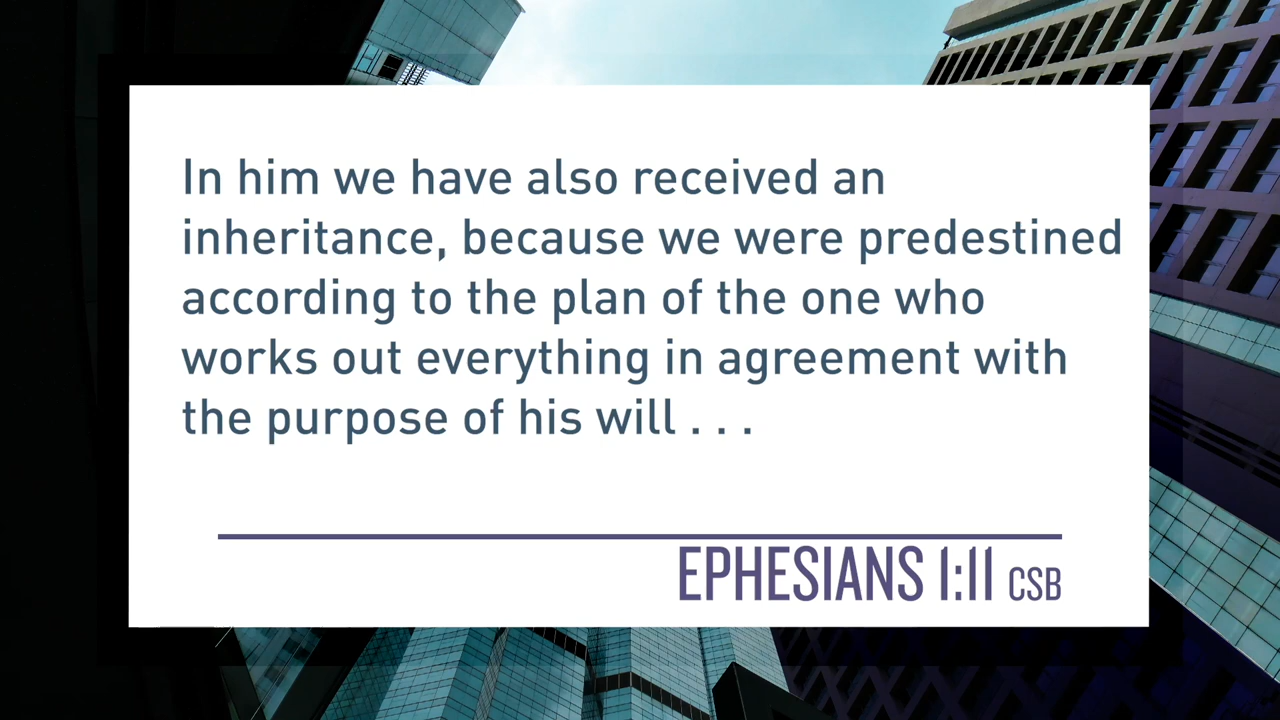 In him we have also received an
inheritance, because we were predestined
according to the plan of the one who
works out everything in agreement with
the purpose of his will . . .
EPHESIANS 1:11 CSB